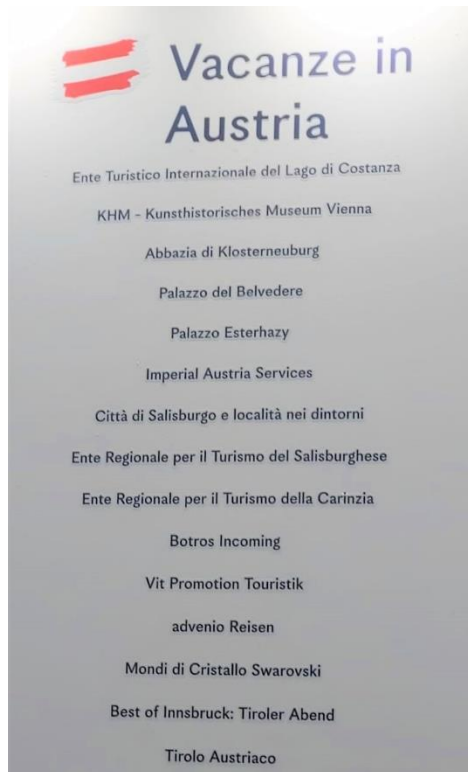 Vacanze in
Austria
Ente Turistico Internazionale del Lago di Costanza
KHM - Kunsthistorisches Museum Vienna
Abbazia di Klosterneuburg
Palazzo del Belvedere
Palazzo Esterhazy
Imperial Austria Services
Città di Salisburgo e località nei dintorni
Ente Regionale per il Turismo del Salisburghese
Ente Regionale per il Turismo della Carinzia
Botros Incoming
Vit Promotion Touristik
advenio Reisen
Mondi di Cristallo Swarovski
Best of Innsbruck: Tiroler Abend
Tirolo Austriaco